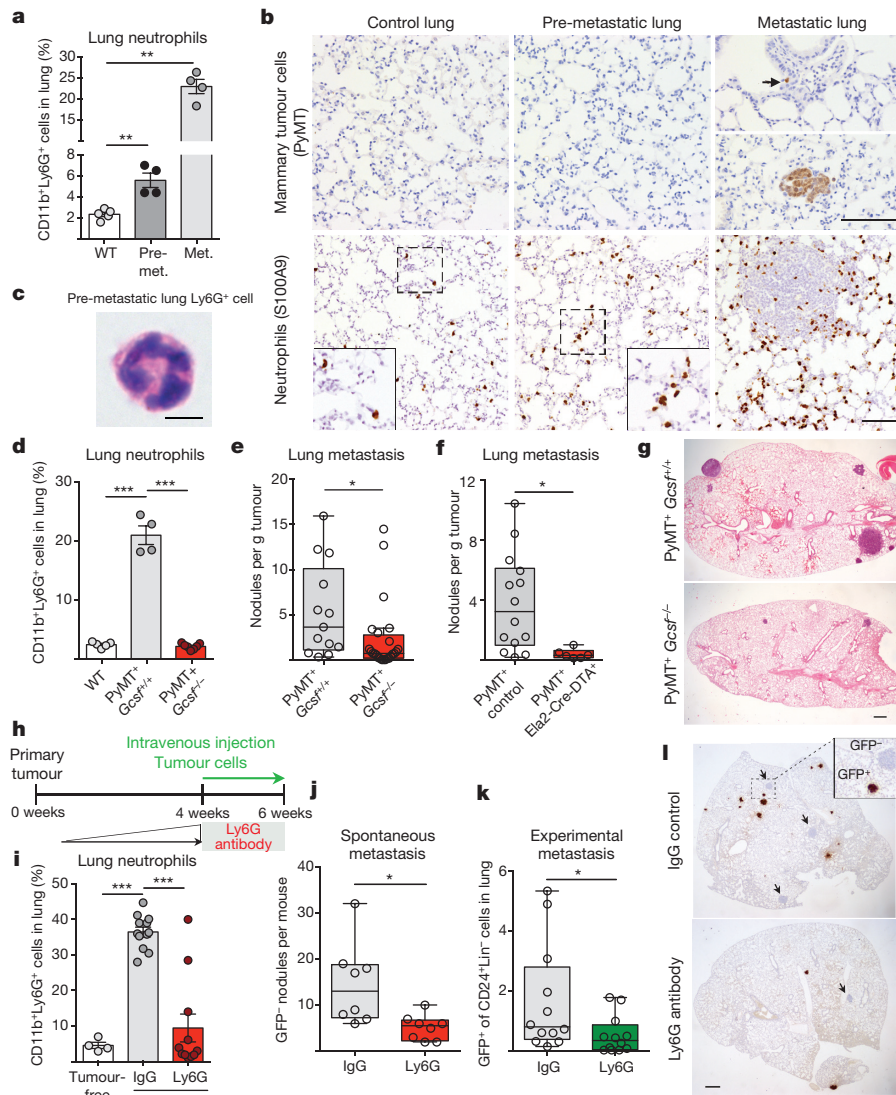 a
Lung neutrophils
CD11b+Ly6G+ cells in lung (%)
25
20
15
10
8
6
4
2
**
**
WT
Pre-
met.
Met.
b
Control lung
Pre-metastatic lung
Metastatic lung
Mammary tumour cells
(PyMT)
Neutrophils (S100A9)
c
Pre-metastatic lung Ly6G+ cell
d
Lung neutrophils
CD11b+Ly6G+ cells in lung (%)
30
20
10
***
***
WT
PyMT+
Gcsf+/+
PyMT+
Gcsf−/−
e
Lung metastasis
Nodules per g tumour
20
15
10
5
0
*
PyMT+
Gcsf+/+
PyMT+
Gcsf−/−
f
Lung metastasis
Nodules per g tumour
12
8
4
0
*
PyMT+
control
PyMT+
Ela2-Cre-DTA+
g
PyMT+ Gcsf+/+
PyMT+ Gcsf−/−
h
Intravenous injection
Tumour cells
Primary
tumour
0 weeks
4 weeks
6 weeks
Ly6G
antibody
i
Lung neutrophils
CD11b+Ly6G+ cells in lung (%)
50
40
30
20
10
***
***
Tumour-
free
IgG
Ly6G
j
Spontaneous
metastasis
GFP− nodules per mouse
40
30
20
10
*
IgG
Ly6G
k
Experimental
metastasis
GFP+ of CD24+Lin− cells in lung
6
4
2
0
*
IgG
Ly6G
l
GFP−
GFP+
IgG control
Ly6G antibody